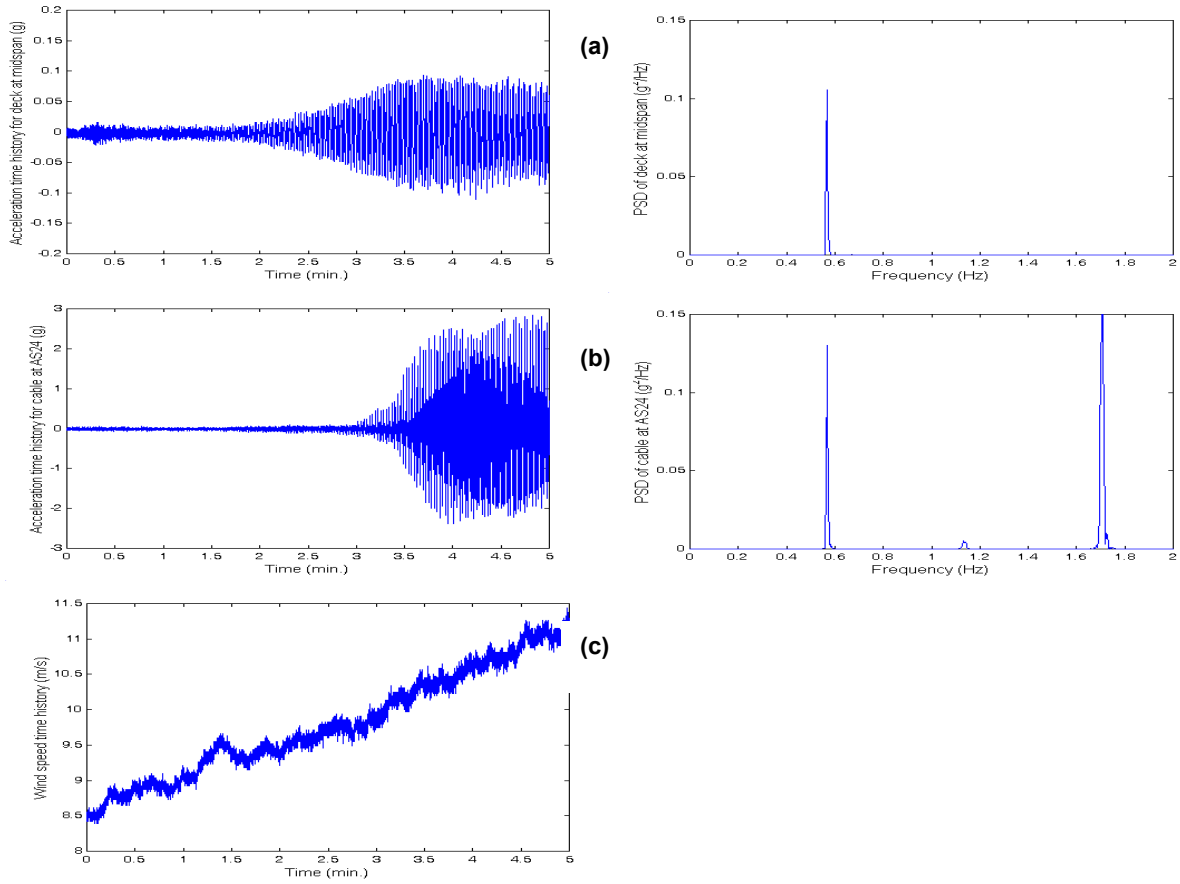 0.2
0.15
0.1
0.05
0
-0.05
-0.1
-0.15
-0.2
Acceleration time history for deck at midspan (g)
0 0.5 1 1.5 2 2.5 3 3.5 4 4.5 5
Time (min.)
(a)
0.15
0.1
0.05
0
PSD of deck at midspan (g²/Hz)
0 0.2 0.4 0.6 0.8 1 1.2 1.4 1.6 1.8 2
Frequency (Hz)
3
2
1
0
-1
-2
-3
Acceleration time history for cable at AS24 (g)
0 0.5 1 1.5 2 2.5 3 3.5 4 4.5 5
Time (min.)
(b)
0.15
0.1
0.05
0
PSD of cable at AS24 (g²/Hz)
0 0.2 0.4 0.6 0.8 1 1.2 1.4 1.6 1.8 2
Frequency (Hz)
11.5
11
10.5
10
9.5
9
8.5
8
Wind speed time history (m/s)
0 0.5 1 1.5 2 2.5 3 3.5 4 4.5 5
Time (min.)
(c)